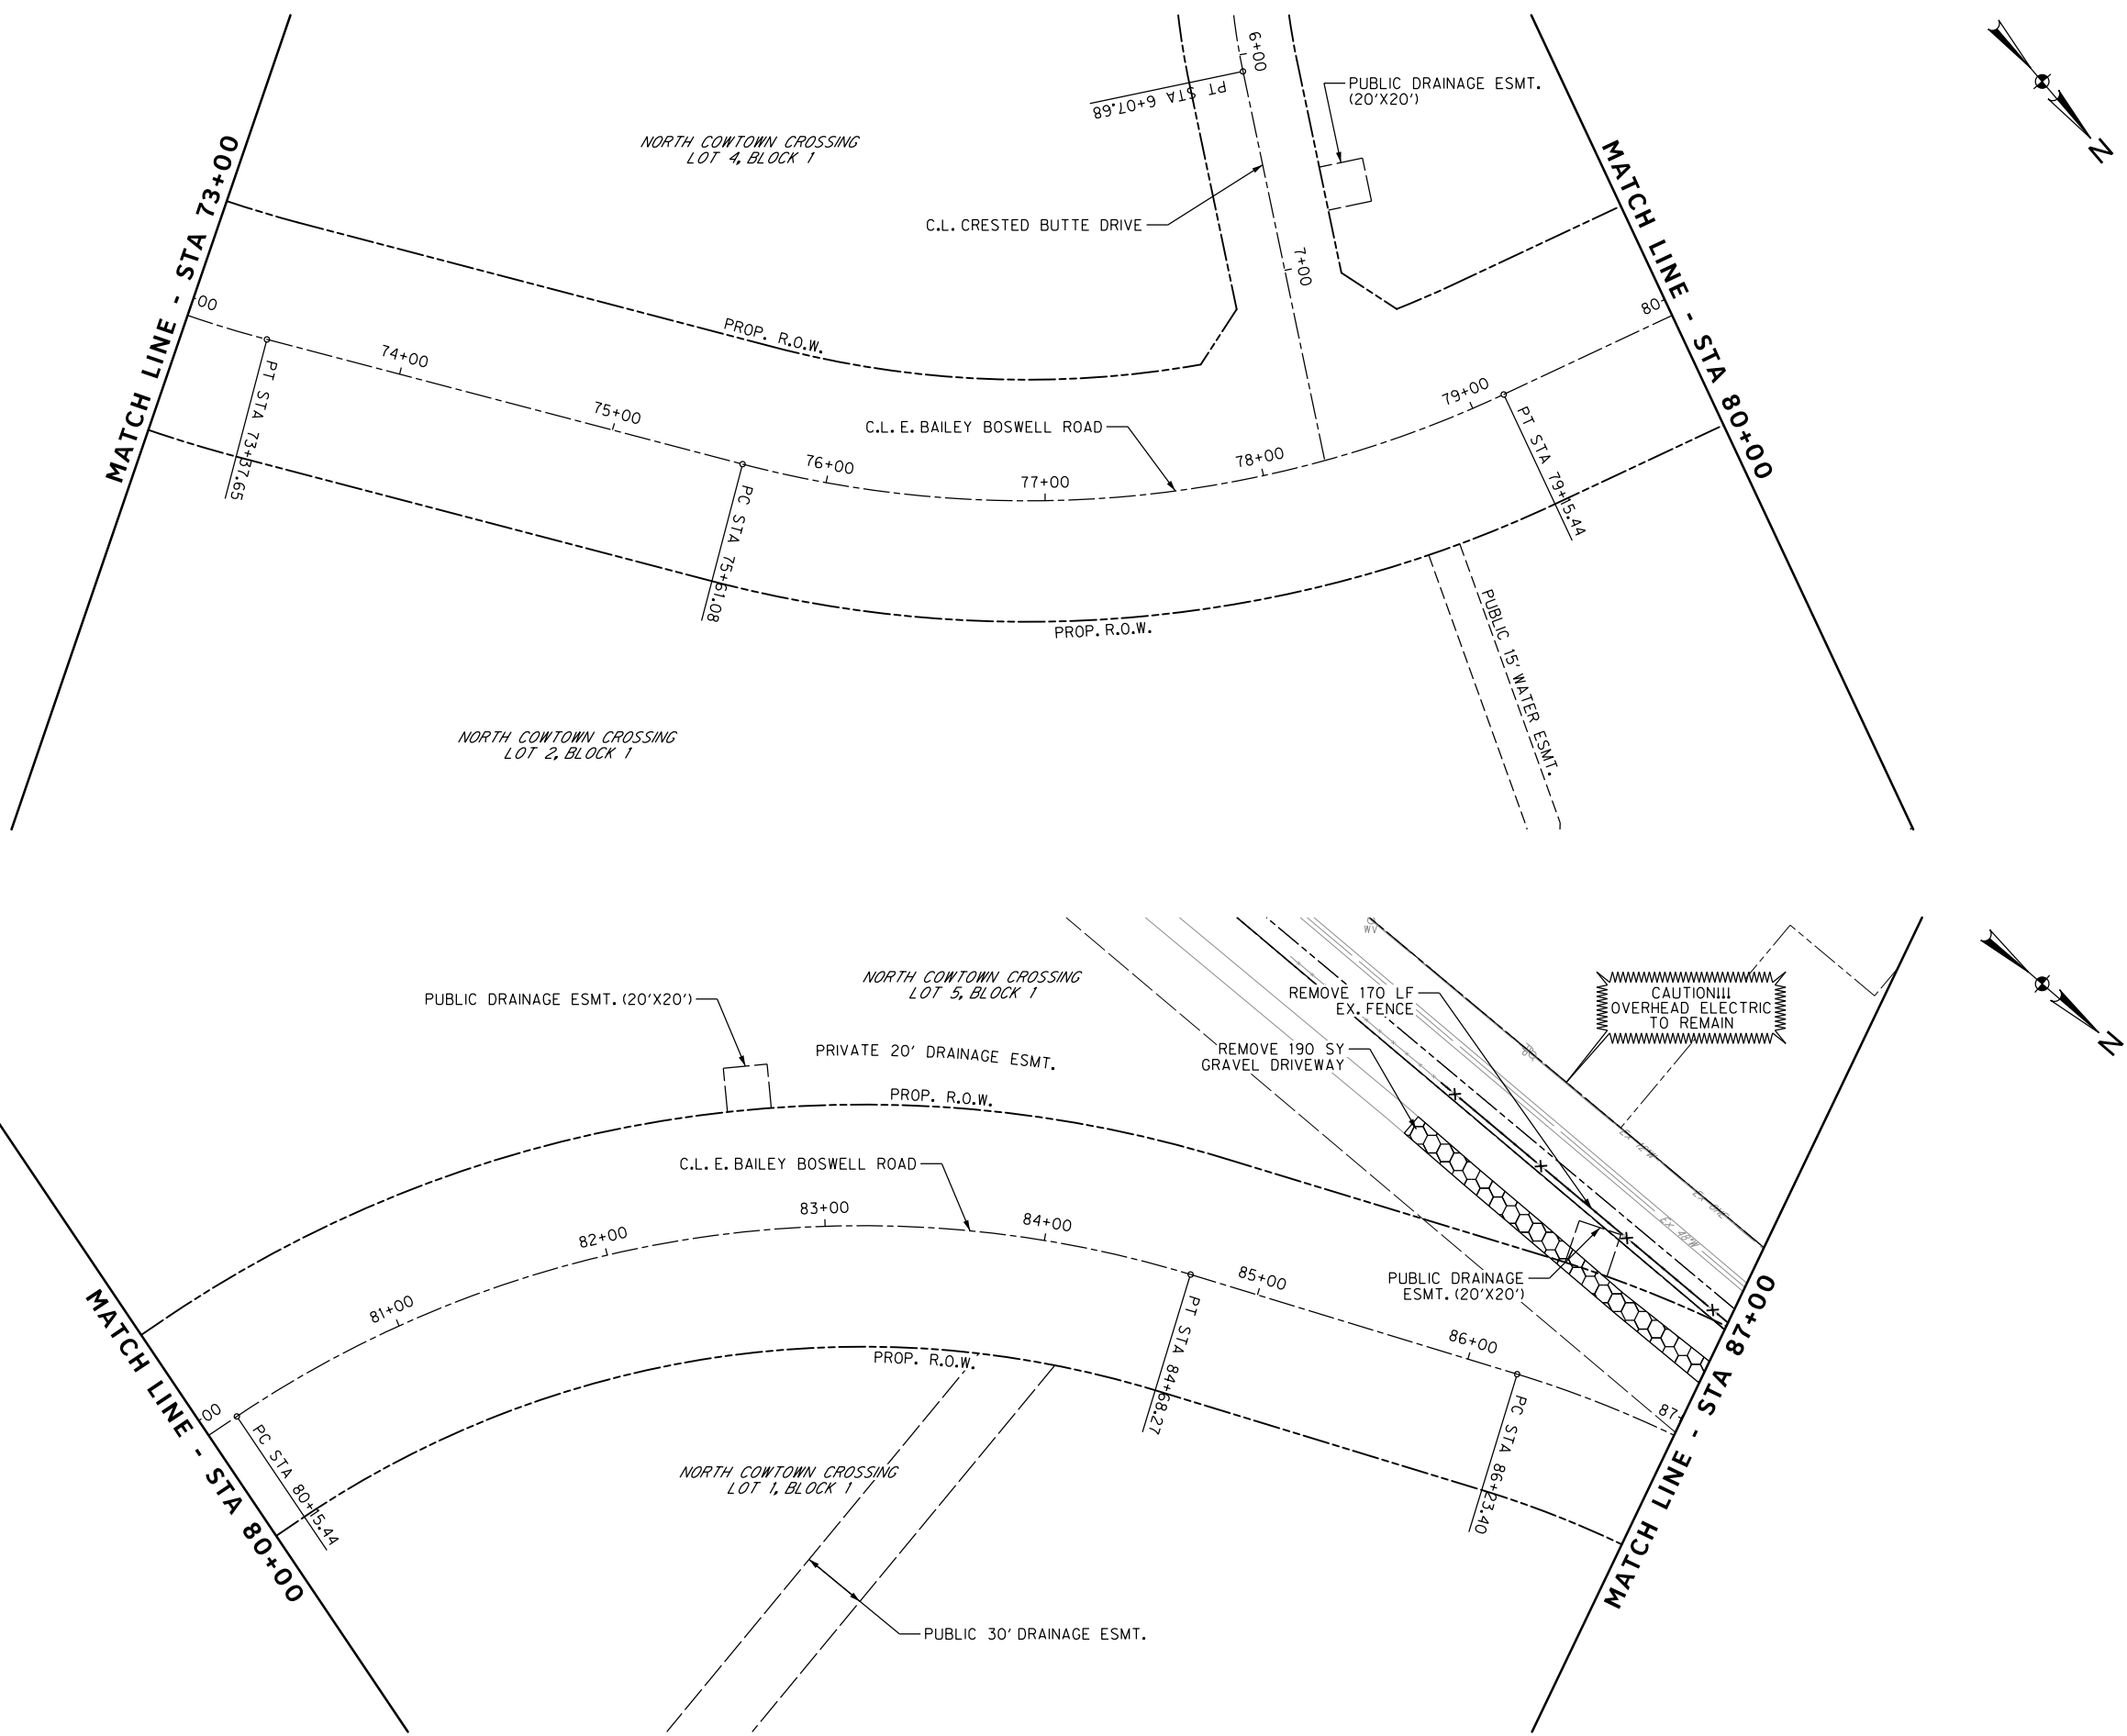 6+00
PT STA 6+07.68
PUBLIC DRAINAGE ESMT.
(20'X20')
N
NORTH COWTOWN CROSSING
LOT 4, BLOCK 1
MATCH LINE - STA 73+00
MATCH LINE - STA 80+00
C.L. CRESTED BUTTE DRIVE
7+00
00
80
PROP. R.O.W.
74+00
PT STA 73+37.65
75+00
79+00
C.L. E. BAILEY BOSWELL ROAD
PT STA 79+15.44
76+00
77+00
78+00
PC STA 75+61.08
PROP. R.O.W.
PUBLIC 15' WATER ESMT.
NORTH COWTOWN CROSSING
LOT 2, BLOCK 1
WV
NORTH COWTOWN CROSSING
LOT 5, BLOCK 1
PUBLIC DRAINAGE ESMT. (20'X20')
REMOVE 170 LF
EX. FENCE
CAUTION!!!
OVERHEAD ELECTRIC
TO REMAIN
N
PRIVATE 20' DRAINAGE ESMT.
REMOVE 190 SY
GRAVEL DRIVEWAY
PROP. R.O.W.
EX 12"W
C.L. E. BAILEY BOSWELL ROAD
EX OHE
EX 48"W
83+00
84+00
82+00
PUBLIC DRAINAGE
ESMT. (20'X20')
85+00
81+00
86+00
PROP. R.O.W.
PT STA 84+68.27
MATCH LINE - STA 80+00
00
PC STA 80+15.44
87
PC STA 86+23.40
MATCH LINE - STA 87+00
NORTH COWTOWN CROSSING
LOT 1, BLOCK 1
PUBLIC 30' DRAINAGE ESMT.